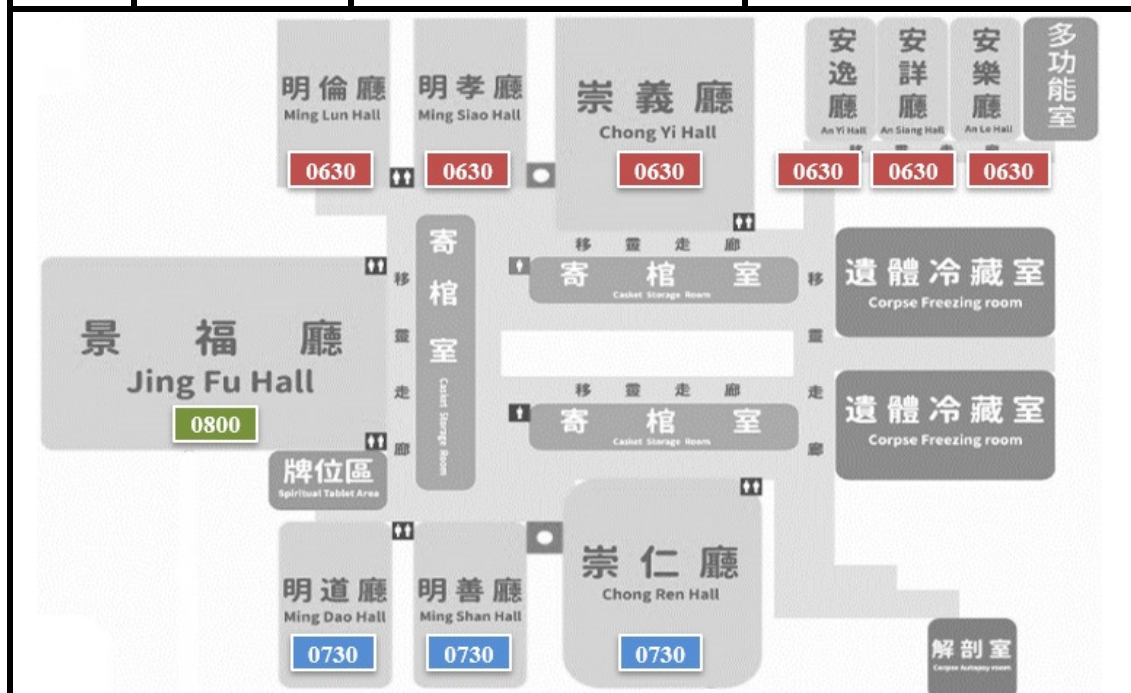 明倫廳
Ming Lun Hall
0630
明孝廳
Ming Siao Hall
0630
崇義廳
Chong Yi Hall
0630
安逸廳
An Yi Hall
0630
安詳廳
An Siang Hall
0630
安樂廳
An Le Hall
0630
多功能室
移靈走廊
寄棺室
Casket Storage Room
移靈走廊
寄棺室
Casket Storage Room
移靈走廊
遺體冷藏室
Corpse Freezing room
景福廳
Jing Fu Hall
0800
移靈走廊
移靈走廊
寄棺室
Casket Storage Room
遺體冷藏室
Corpse Freezing room
牌位區
Spiritual Tablet Area
明道廳
Ming Dao Hall
0730
明善廳
Ming Shan Hall
0730
崇仁廳
Chong Ren Hall
0730
解剖室
Corpse Autopsy room